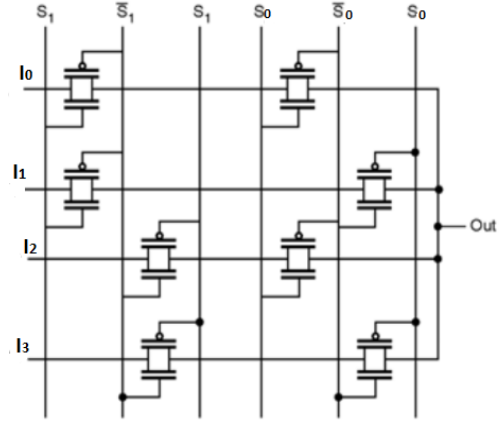 S₁ S̅₁ S₁ S₀ S̅₀ S₀
I₀
I₁
Out
I₂
I₃